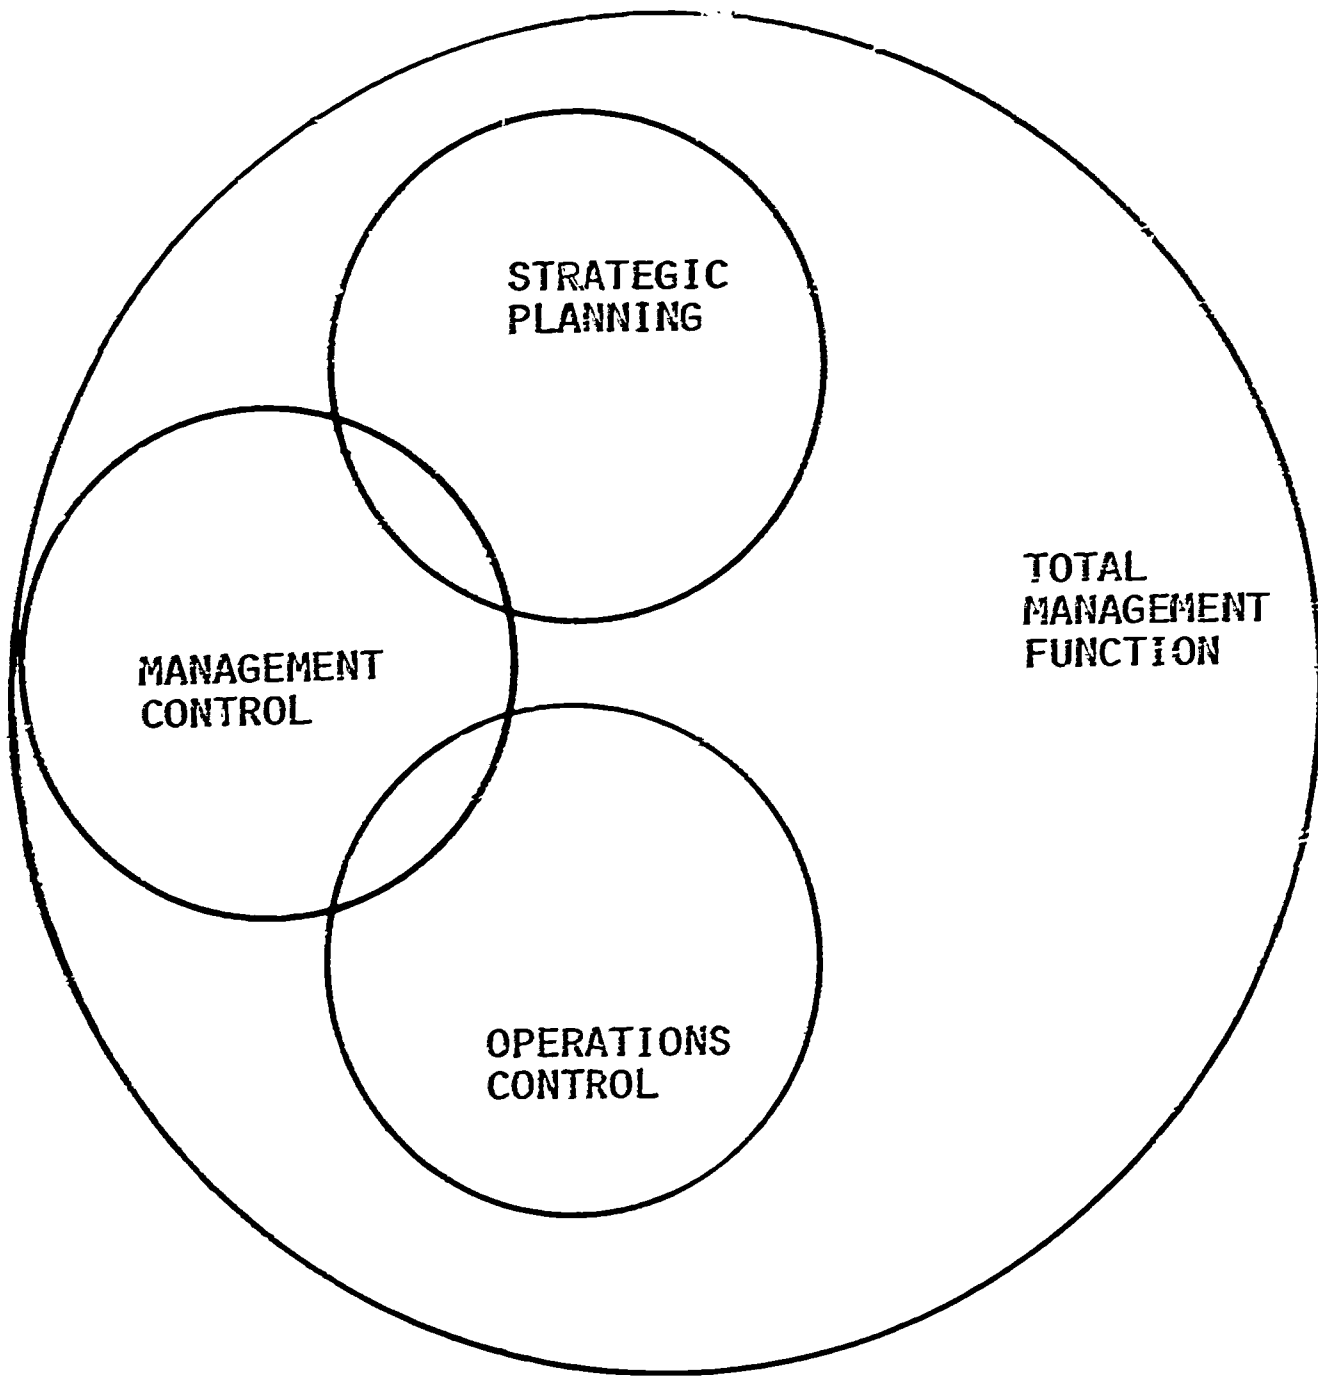 STRATEGIC
PLANNING
TOTAL
MANAGEMENT
FUNCTION
MANAGEMENT
CONTROL
OPERATIONS
CONTROL